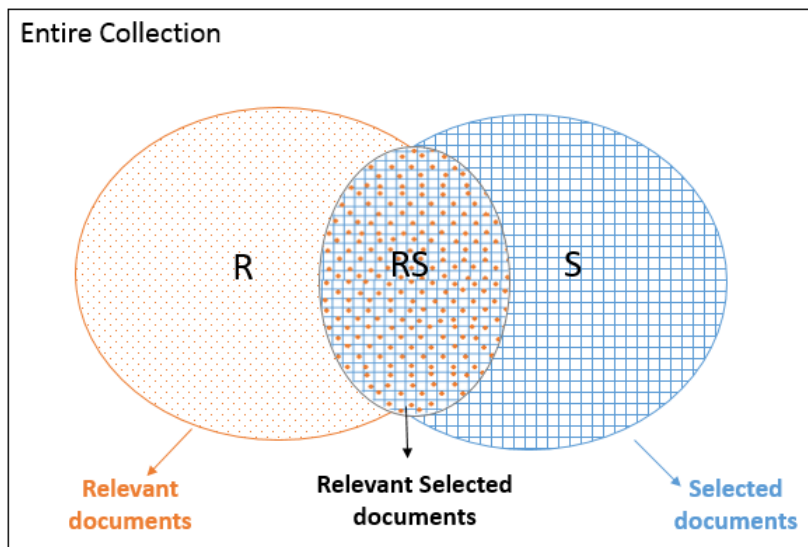 Entire Collection
R
RS
S
Relevant
documents
Relevant Selected
documents
Selected
documents